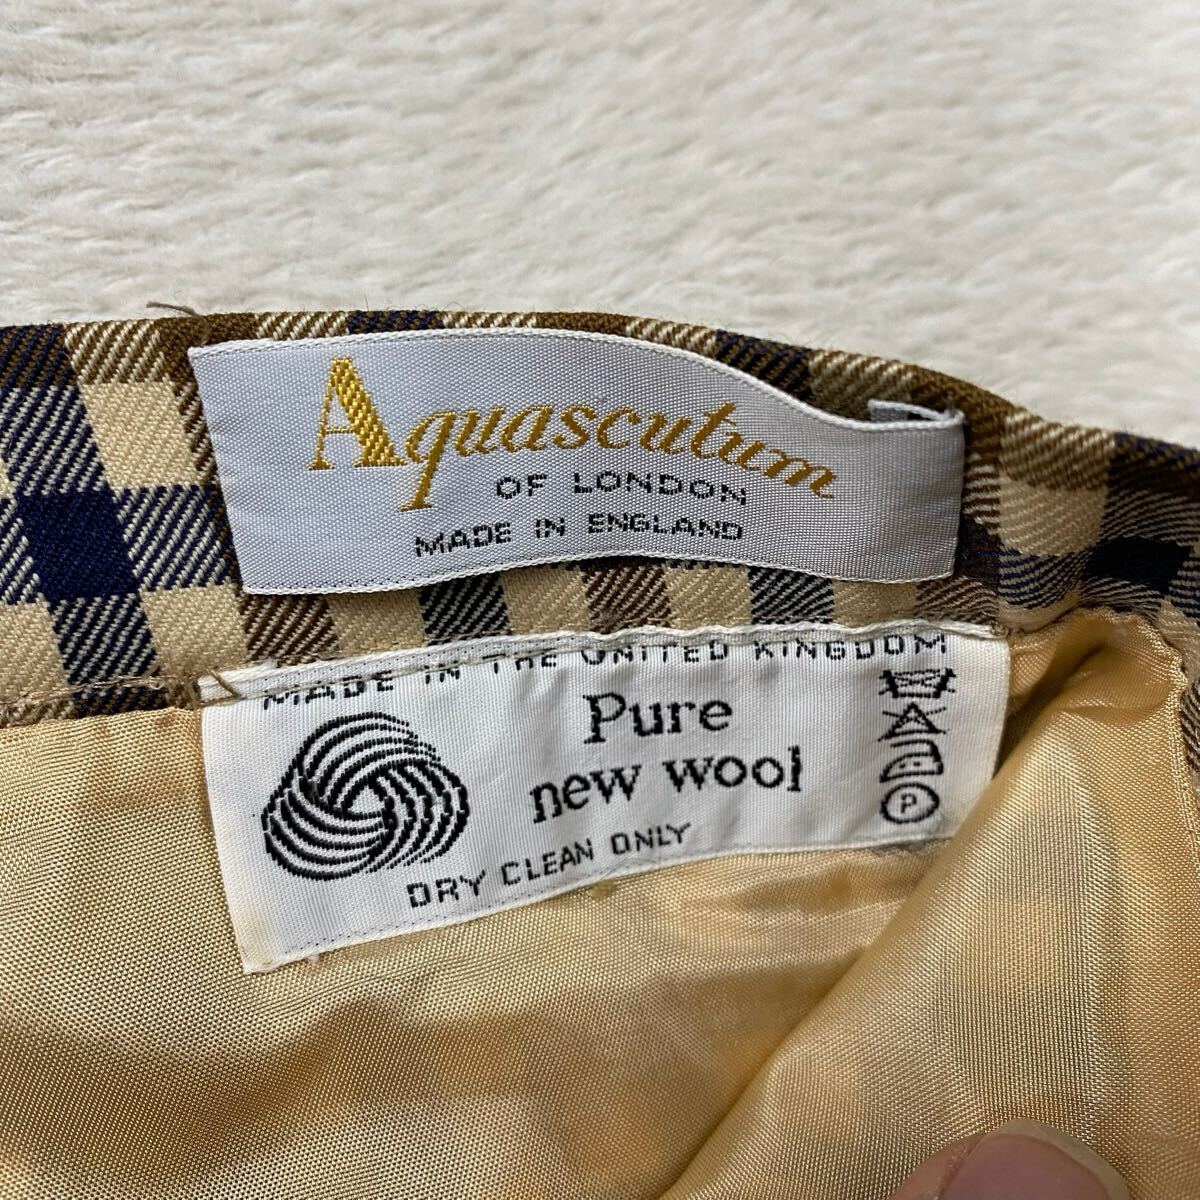 Aquascutum
OF LONDON
MADE IN ENGLAND
MADE IN THE UNITED KINGDOM
Pure
new wool
DRY CLEAN ONLY
P